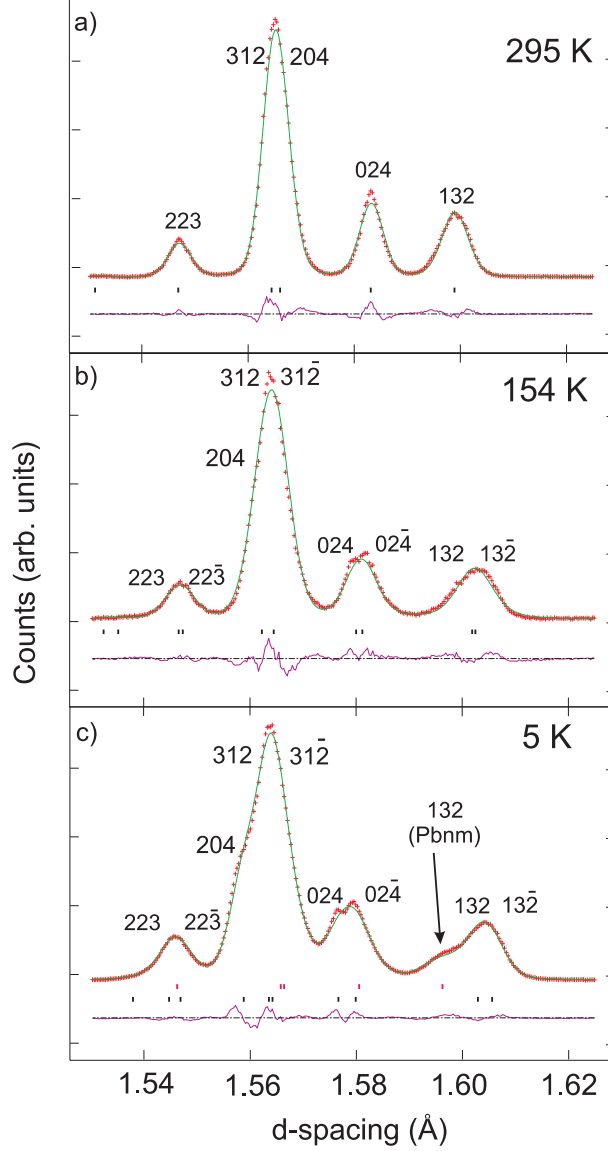 a)
295 K
312 204
024
132
223
b)
154 K
312 312̄
204
024 024̄
132 132̄
223 223̄
c)
5 K
312 312̄
132
(Pbnm)
204
024 024̄
132 132̄
223 223̄
Counts (arb. units)
1.54 1.56 1.58 1.60 1.62
d-spacing (Å)